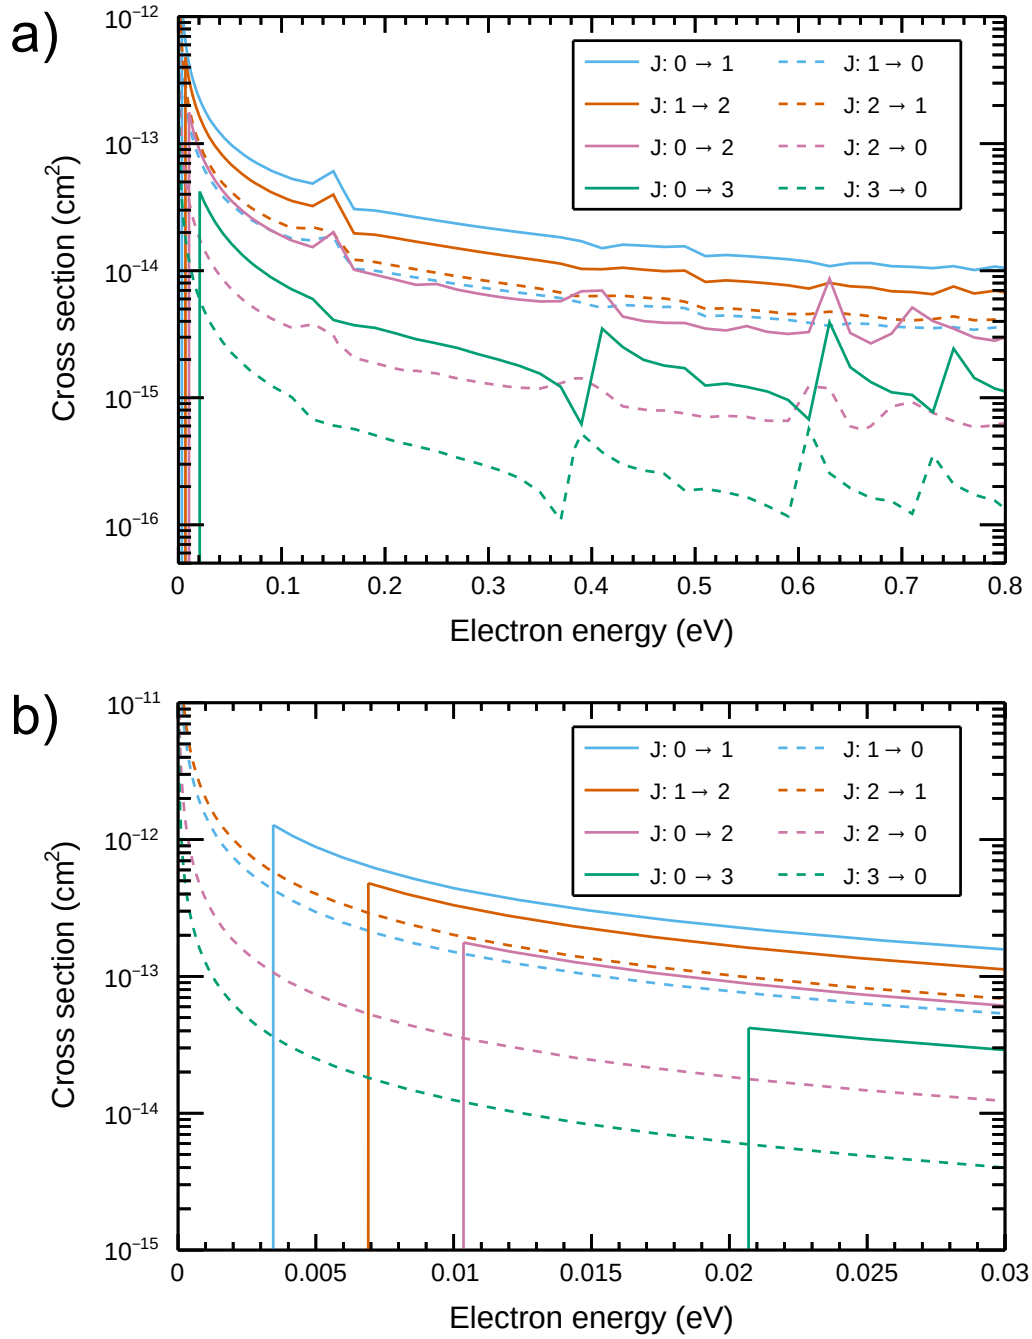 a)
10⁻¹²
10⁻¹³
10⁻¹⁴
10⁻¹⁵
10⁻¹⁶
Cross section (cm²)
J: 0 → 1 J: 1 → 0
J: 1 → 2 J: 2 → 1
J: 0 → 2 J: 2 → 0
J: 0 → 3 J: 3 → 0
0 0.1 0.2 0.3 0.4 0.5 0.6 0.7 0.8
Electron energy (eV)
b)
10⁻¹¹
10⁻¹²
10⁻¹³
10⁻¹⁴
10⁻¹⁵
Cross section (cm²)
J: 0 → 1 J: 1 → 0
J: 1 → 2 J: 2 → 1
J: 0 → 2 J: 2 → 0
J: 0 → 3 J: 3 → 0
0 0.005 0.01 0.015 0.02 0.025 0.03
Electron energy (eV)